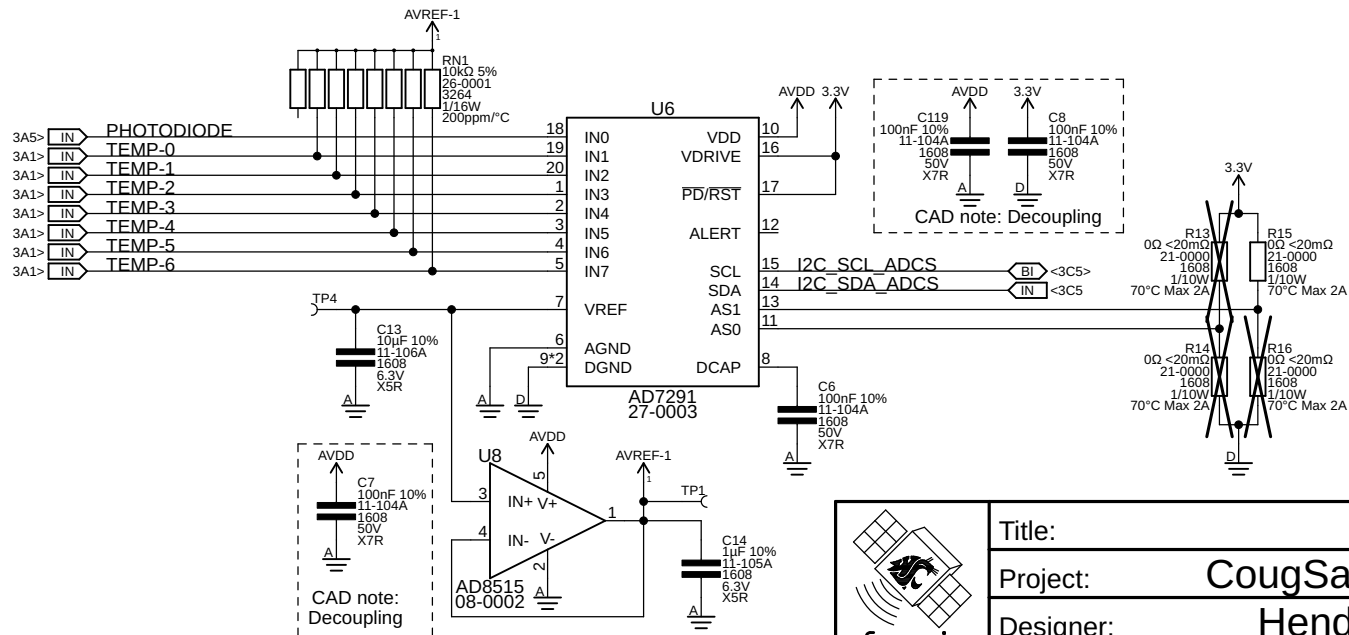 AVREF-1
1
RN1
10kΩ 5%
26-0001
3264
1/16W
200ppm/°C
3A5> IN PHOTODIODE
3A1> IN TEMP-0
3A1> IN TEMP-1
3A1> IN TEMP-2
3A1> IN TEMP-3
3A1> IN TEMP-4
3A1> IN TEMP-5
3A1> IN TEMP-6
U6
18 IN0
19 IN1
20 IN2
1 IN3
2 IN4
3 IN5
4 IN6
5 IN7
7 VREF
6 AGND
9*2 DGND
VDD 10
VDRIVE 16
PD/RST 17
ALERT 12
SCL 15
SDA 14
AS1 13
AS0 11
DCAP 8
AD7291
27-0003
AVDD 3.3V
AVDD 3.3V
C119
100nF 10%
11-104A
1608
50V
X7R
A
C8
100nF 10%
11-104A
1608
50V
X7R
D
CAD note: Decoupling
I2C_SCL_ADCS BI <3C5>
I2C_SDA_ADCS IN <3C5
3.3V
R13
0Ω <20mΩ
21-0000
1608
1/10W
70°C Max 2A
R15
0Ω <20mΩ
21-0000
1608
1/10W
70°C Max 2A
R14
0Ω <20mΩ
21-0000
1608
1/10W
70°C Max 2A
R16
0Ω <20mΩ
21-0000
1608
1/10W
70°C Max 2A
D
TP4
C13
10µF 10%
11-106A
1608
6.3V
X5R
A
A
D
C6
100nF 10%
11-104A
1608
50V
X7R
A
AVDD
C7
100nF 10%
11-104A
1608
50V
X7R
A
CAD note:
Decoupling
U8
AVDD
5
3 IN+ V+
4 IN- V-
1
2
A
AD8515
08-0002
AVREF-1
1
TP1
C14
1µF 10%
11-105A
1608
6.3V
X5R
A
Title:
Project: CougSa
Designer: Hend